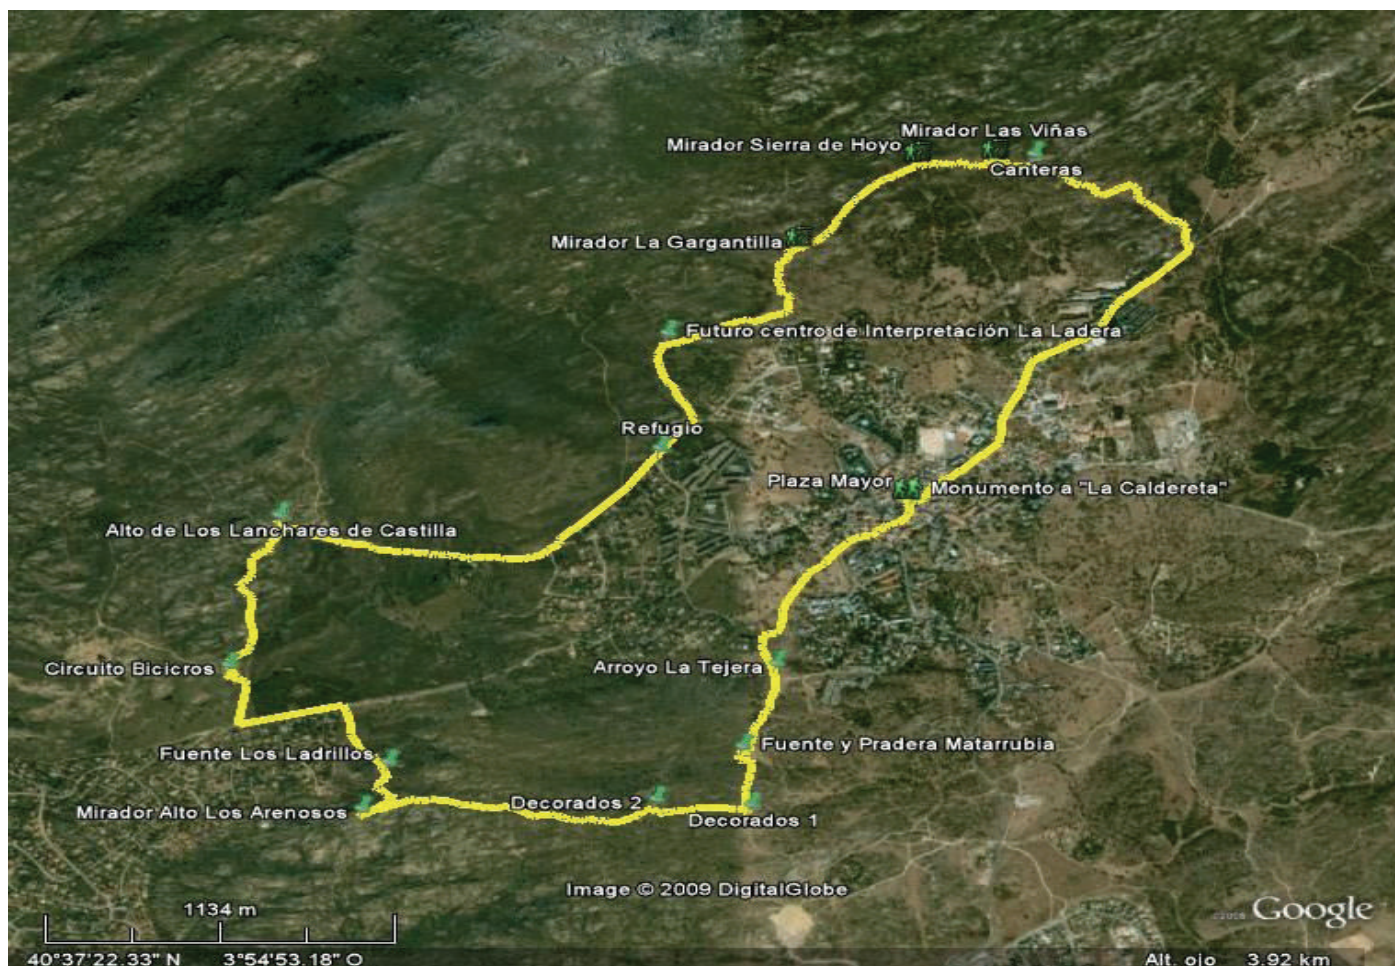 Mirador Las Viñas
Mirador Sierra de Hoyo
Canteras
Mirador La Gargantilla
Futuro centro de Interpretación La Ladera
Refugio
Plaza Mayor
Monumento a "La Caldereta"
Alto de Los Lanchares de Castilla
Circuito Bicicros
Arroyo La Tejera
Fuente y Pradera Matarrubia
Fuente Los Ladrillos
Decorados 2
Mirador Alto Los Arenosos
Decorados 1
Image © 2009 DigitalGlobe
1134 m
Google
40°37'22.33" N 3°54'53.18" O
Alt. ojo 3.92 km